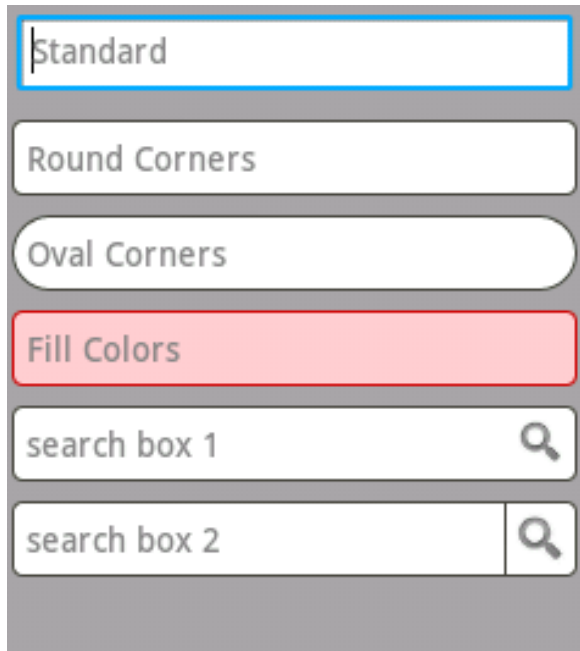 Standard
Round Corners
Oval Corners
Fill Colors
search box 1
search box 2